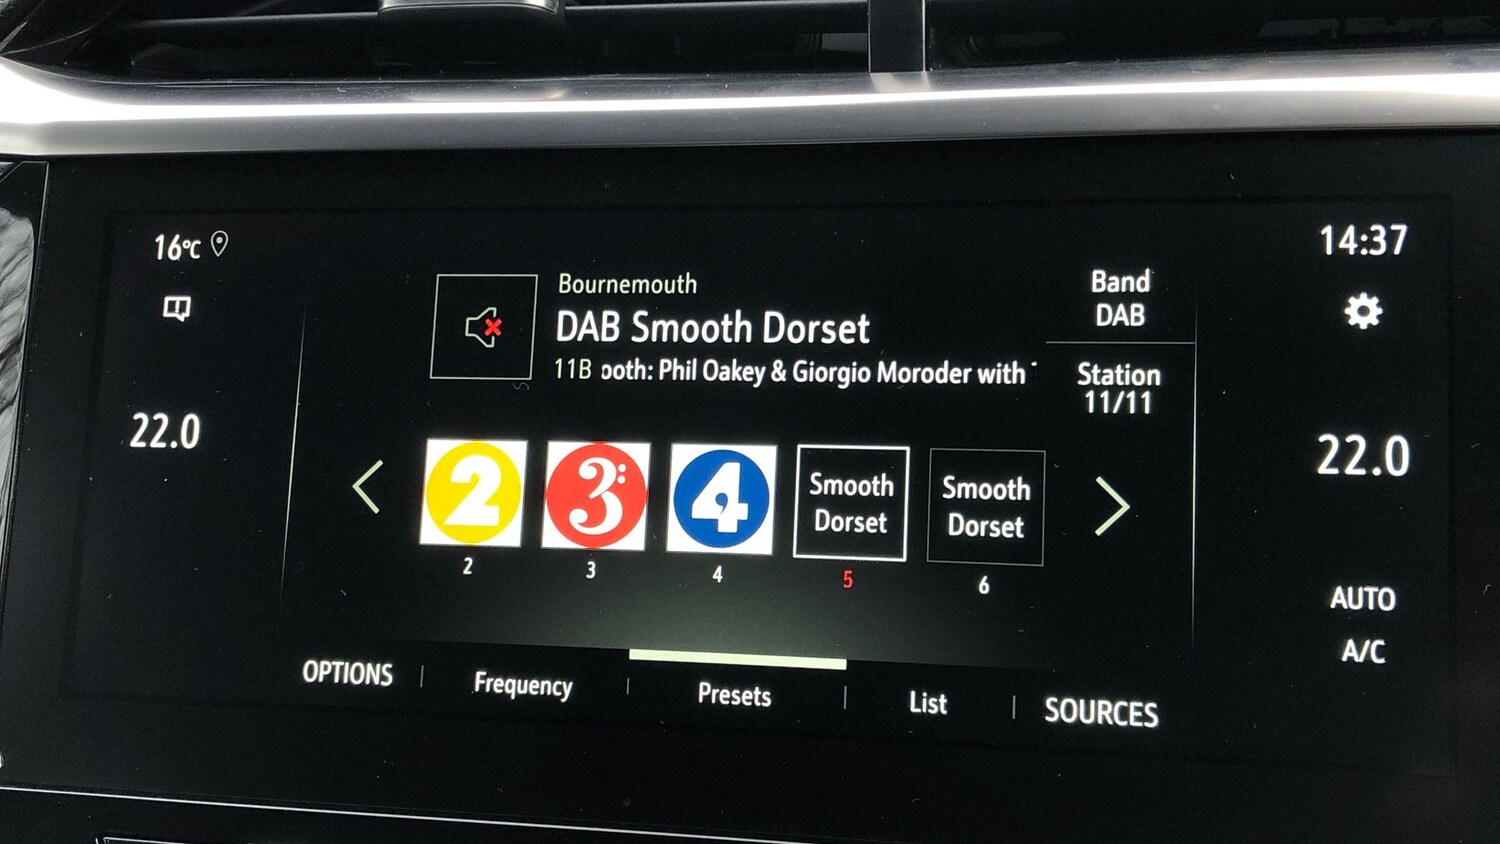 16°C
14:37
Bournemouth
DAB Smooth Dorset
11B ooth: Phil Oakey & Giorgio Moroder with
Band
DAB
Station
11/11
22.0
22.0
2
3
4
Smooth
Dorset
Smooth
Dorset
2
3
4
5
6
AUTO
A/C
OPTIONS
Frequency
Presets
List
SOURCES